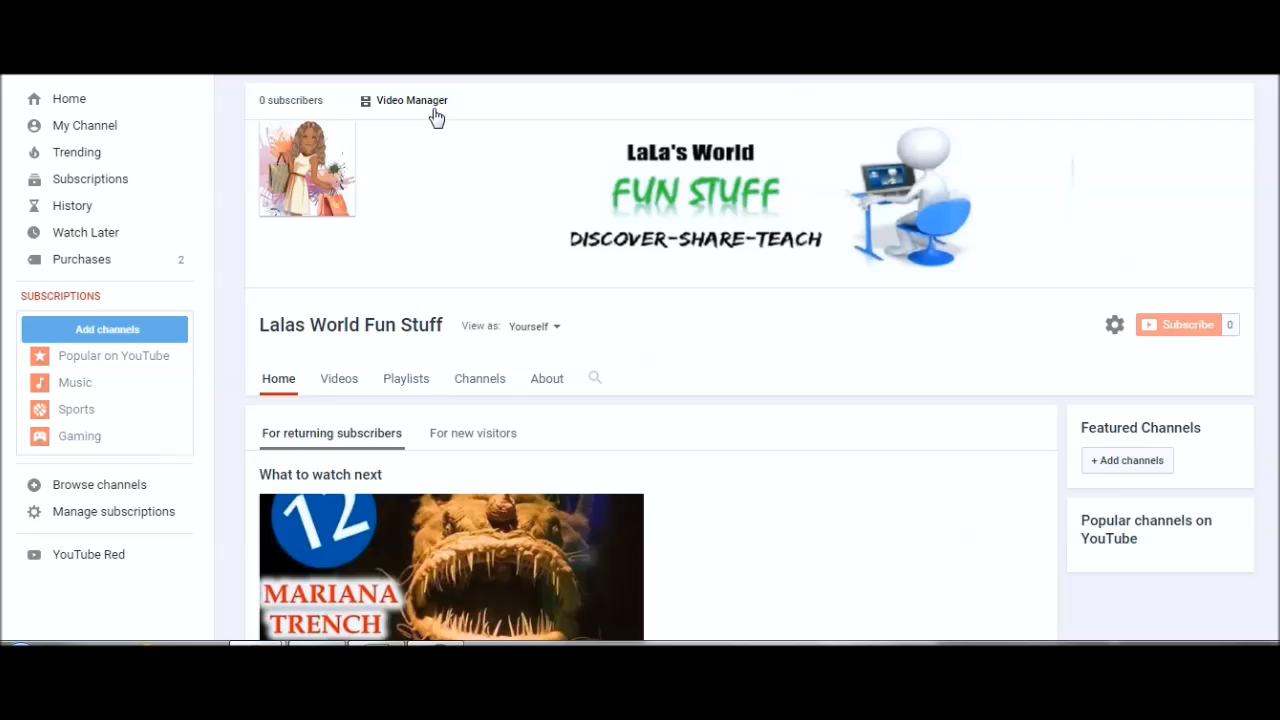 Home
My Channel
Trending
Subscriptions
History
Watch Later
Purchases 2
SUBSCRIPTIONS
Add channels
Popular on YouTube
Music
Sports
Gaming
Browse channels
Manage subscriptions
YouTube Red
0 subscribers Video Manager
LaLa's World
FUN STUFF
DISCOVER-SHARE-TEACH
Lalas World Fun Stuff View as: Yourself
Subscribe 0
Home Videos Playlists Channels About
For returning subscribers For new visitors
What to watch next
12
MARIANA
TRENCH
Featured Channels
+ Add channels
Popular channels on
YouTube